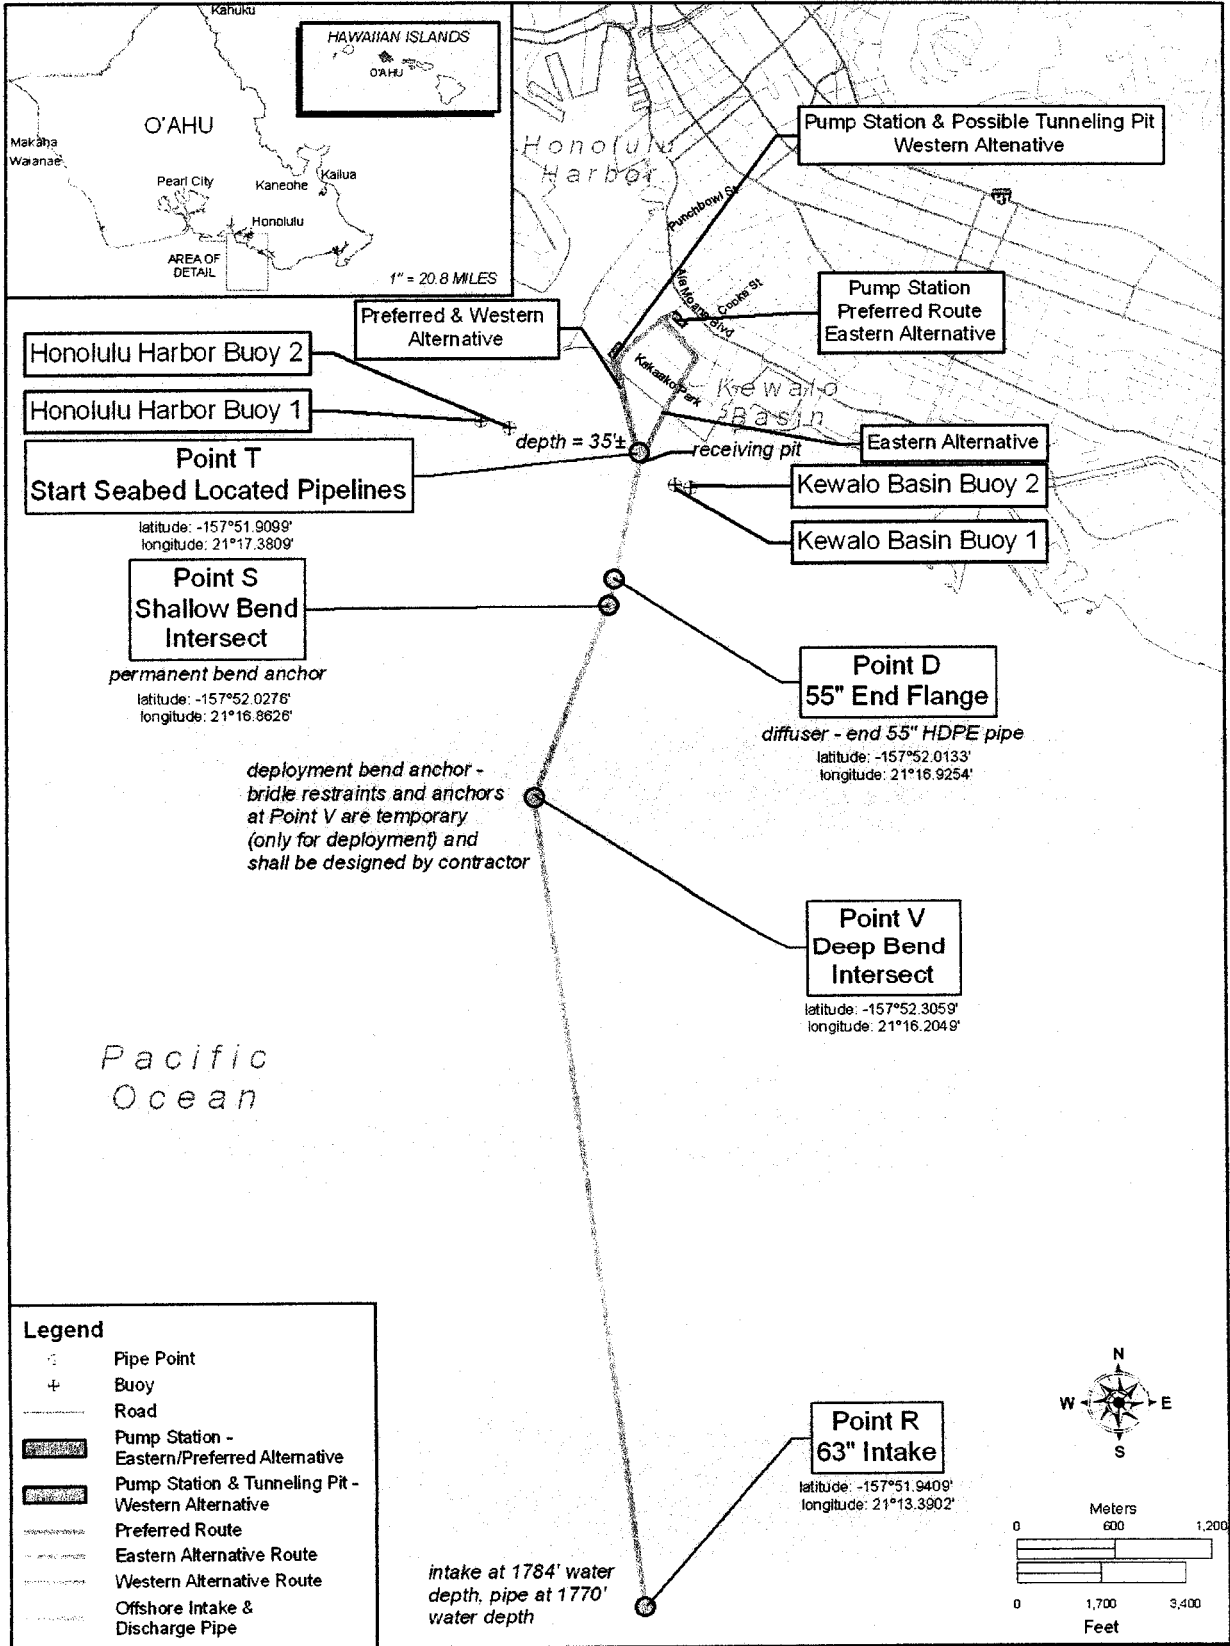 Kahuku
HAWAIIAN ISLANDS
O'AHU
O'AHU
Makaha
Waianae
Pearl City
Kaneohe
Kailua
Honolulu
AREA OF
DETAIL
1" = 20.8 MILES
Honolulu
Harbor
Pump Station & Possible Tunneling Pit
Western Altenative
Punchbowl St
Ala Moana Blvd
Cooke St
Pump Station
Preferred Route
Eastern Alternative
Preferred & Western
Alternative
Honolulu Harbor Buoy 2
Honolulu Harbor Buoy 1
Kakaako Park
Kewalo
Basin
depth = 35'±
receiving pit
Eastern Alternative
Point T
Start Seabed Located Pipelines
latitude: -157°51.9099'
longitude: 21°17.3809'
Kewalo Basin Buoy 2
Kewalo Basin Buoy 1
Point S
Shallow Bend
Intersect
permanent bend anchor
latitude: -157°52.0276'
longitude: 21°16.8626'
Point D
55" End Flange
diffuser - end 55" HDPE pipe
latitude: -157°52.0133'
longitude: 21°16.9254'
deployment bend anchor -
bridle restraints and anchors
at Point V are temporary
(only for deployment) and
shall be designed by contractor
Point V
Deep Bend
Intersect
latitude: -157°52.3059'
longitude: 21°16.2049'
Pacific
Ocean
Legend
Pipe Point
Buoy
Road
Pump Station -
Eastern/Preferred Alternative
Pump Station & Tunneling Pit -
Western Alternative
Preferred Route
Eastern Alternative Route
Western Alternative Route
Offshore Intake &
Discharge Pipe
intake at 1784' water
depth, pipe at 1770'
water depth
Point R
63" Intake
latitude: -157°51.9409'
longitude: 21°13.3902'
N
W
E
S
Meters
0 600 1,200
0 1,700 3,400
Feet